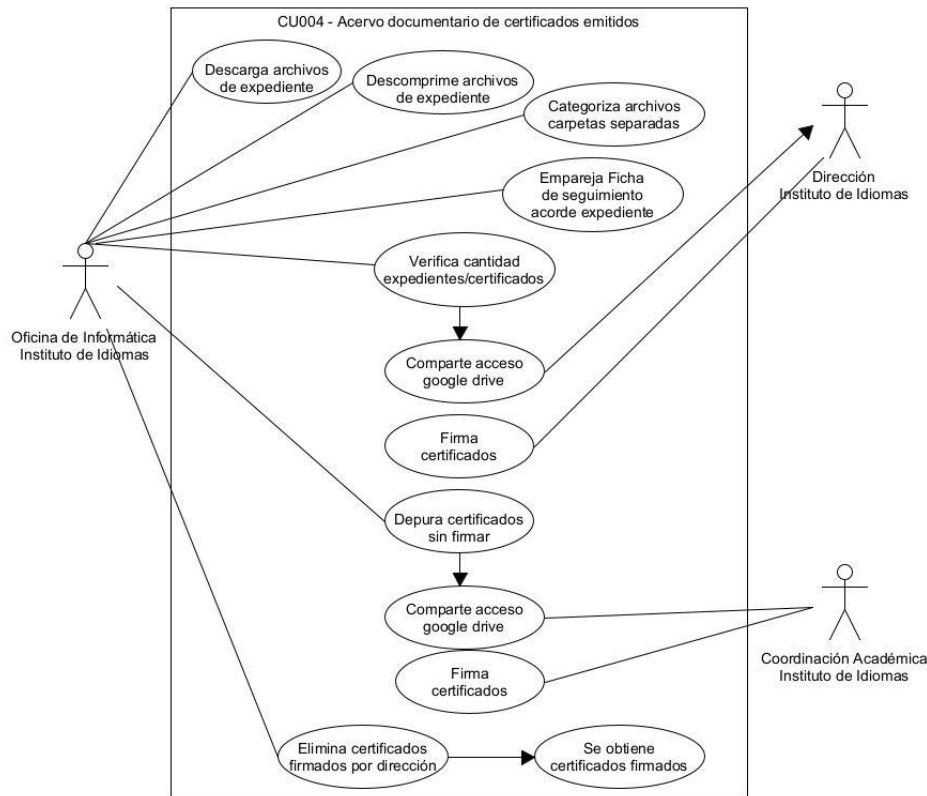 CU004 - Acervo documentario de certificados emitidos
Descarga archivos
de expediente
Descomprime archivos
de expediente
Categoriza archivos
carpetas separadas
Dirección
Instituto de Idiomas
Empareja Ficha
de seguimiento
acorde expediente
Verifica cantidad
expedientes/certificados
Oficina de Informática
Instituto de Idiomas
Comparte acceso
google drive
Firma
certificados
Depura certificados
sin firmar
Comparte acceso
google drive
Coordinación Académica
Instituto de Idiomas
Firma
certificados
Elimina certificados
firmados por dirección
Se obtiene
certificados firmados